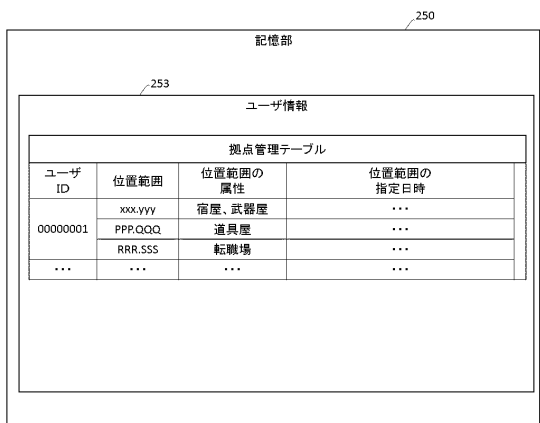 250
記憶部
253
ユーザ情報
拠点管理テーブル
ユーザ
ID
位置範囲
位置範囲の
属性
位置範囲の
指定日時
00000001
xxx.yyy
宿屋、武器屋
・・・
PPP.QQQ
道具屋
・・・
RRR.SSS
転職場
・・・
・・・
・・・
・・・
・・・